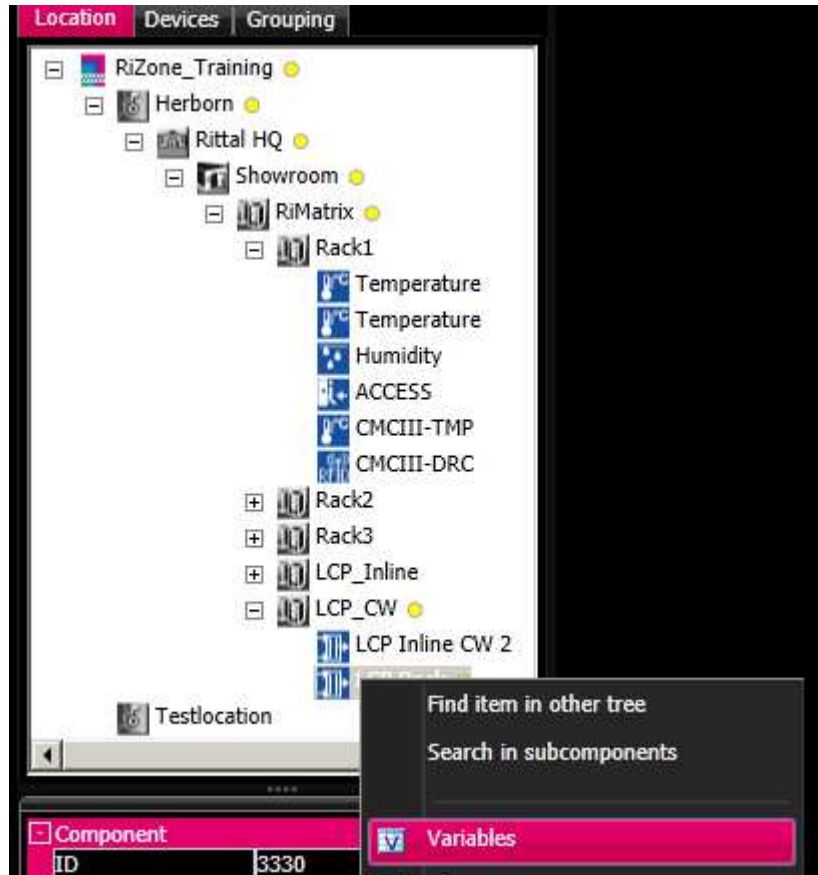 Location Devices Grouping
RiZone_Training
Herborn
Rittal HQ
Showroom
RiMatrix
Rack1
Temperature
Temperature
Humidity
ACCESS
CMCIII-TMP
CMCIII-DRC
Rack2
Rack3
LCP_Inline
LCP_CW
LCP Inline CW 2
Testlocation
Find item in other tree
Search in subcomponents
Variables
Component
ID 3330